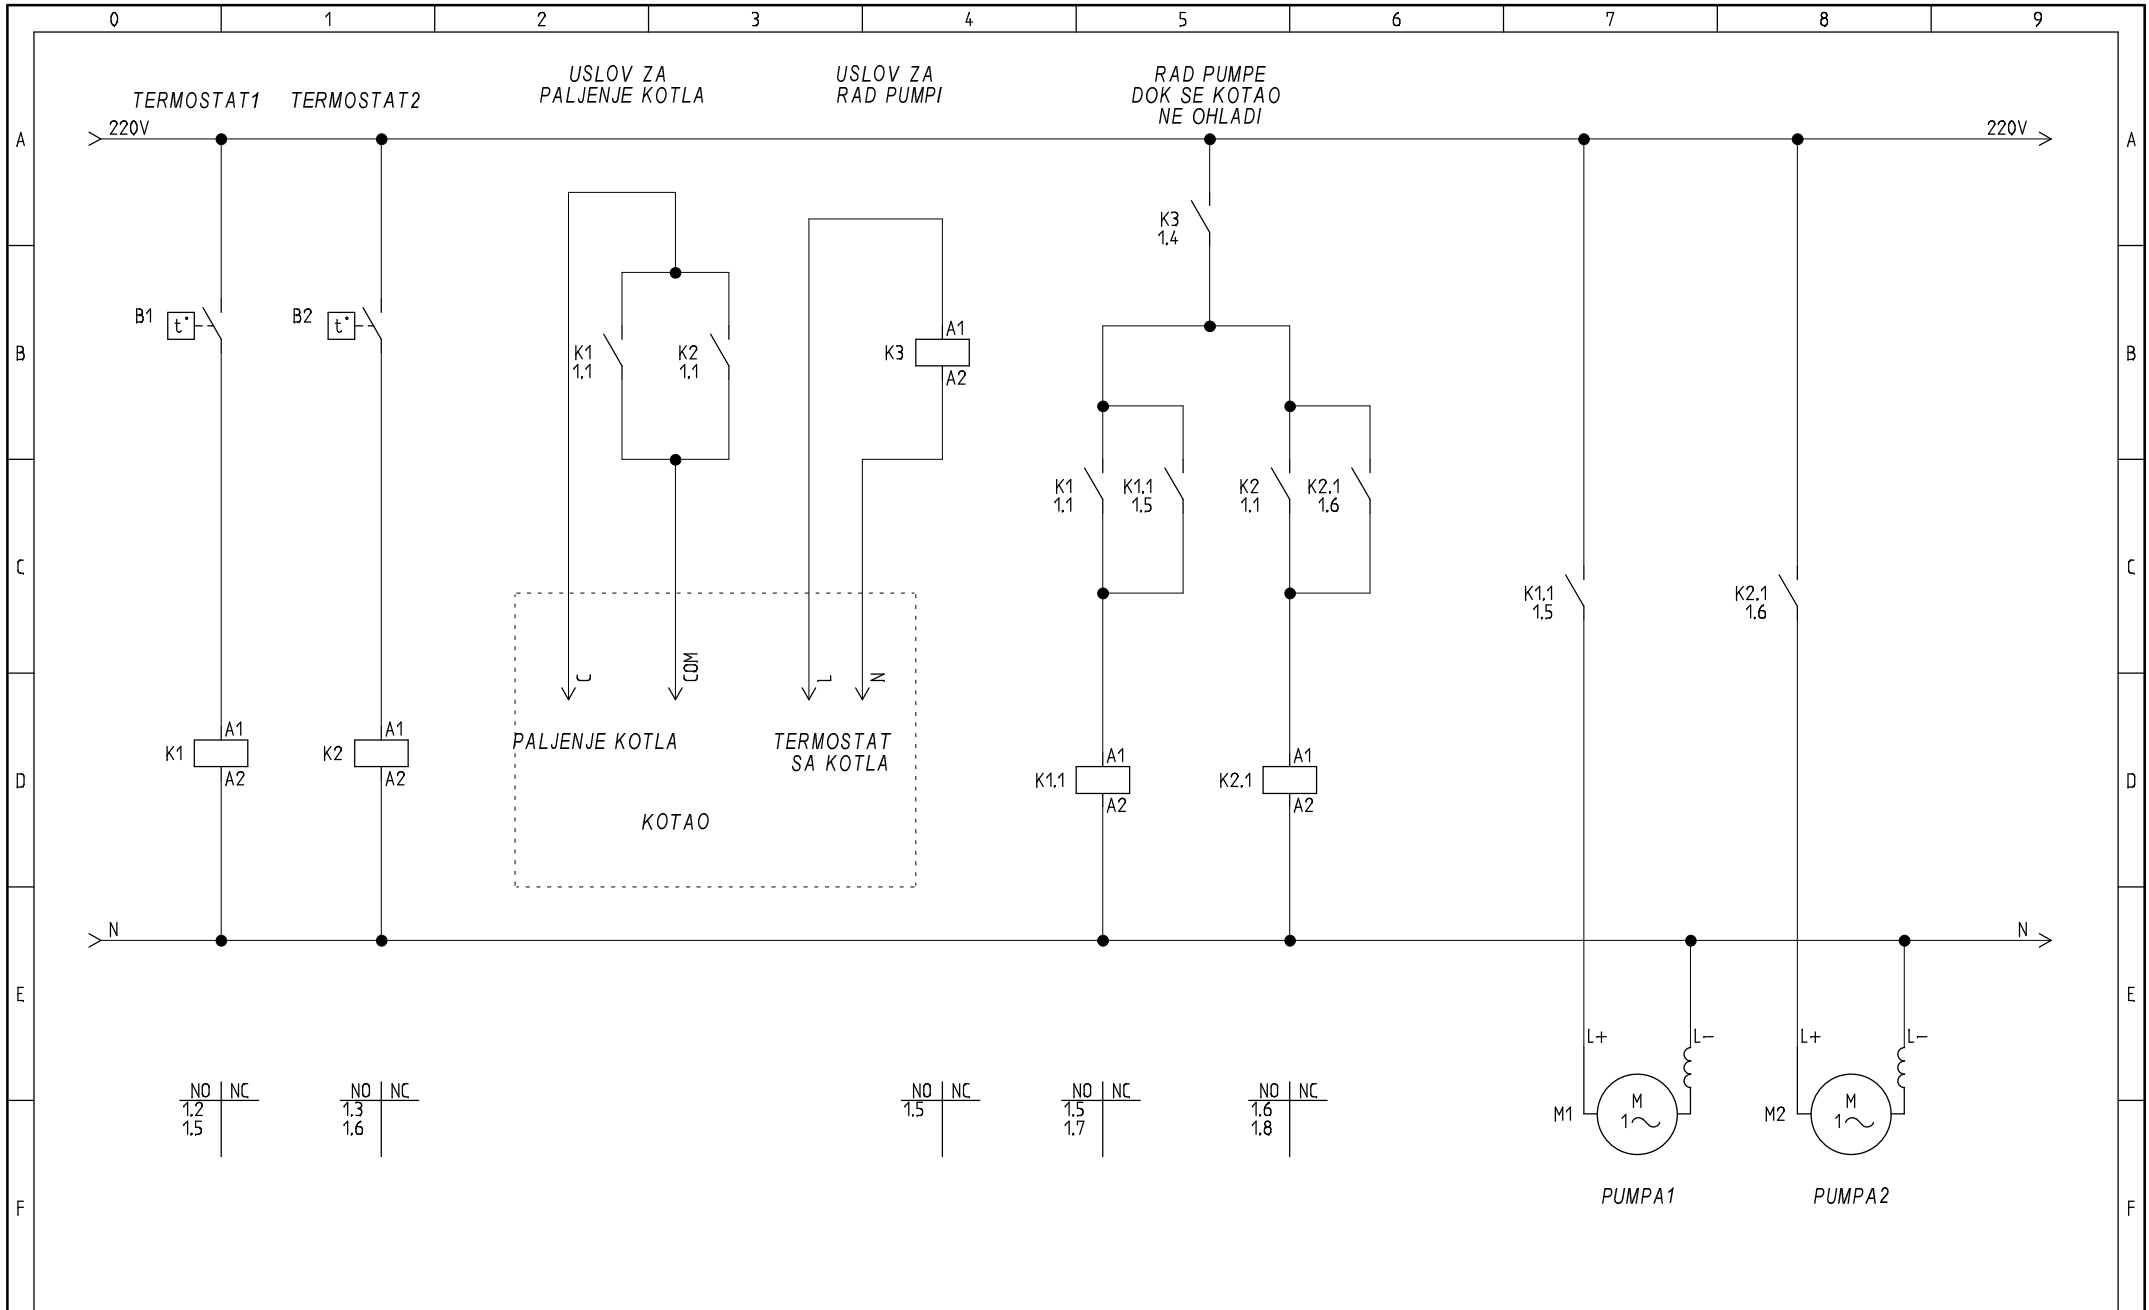 0 1 2 3 4 5 6 7 8 9
USLOV ZA
PALJENJE KOTLA
USLOV ZA
RAD PUMPI
RAD PUMPE
DOK SE KOTAO
NE OHLADI
TERMOSTAT1 TERMOSTAT2
220V 220V
A A
K3
1.4
B1 t° B2 t°
A1
K3
A2
K1
1.1
K2
1.1
B B
K1
1.1
K1.1
1.5
K2
1.1
K2.1
1.6
C C
K1.1
1.5
K2.1
1.6
C COM L N
A1
K1
A2
A1
K2
A2
PALJENJE KOTLA
TERMOSTAT
SA KOTLA
KOTAO
A1
K1.1
A2
A1
K2.1
A2
D D
N N
E E
L+ L- L+ L-
NO NC
1.2
1.5
NO NC
1.3
1.6
NO NC
1.5
NO NC
1.5
1.7
NO NC
1.6
1.8
M1 M
1~
M2 M
1~
PUMPA1 PUMPA2
F F